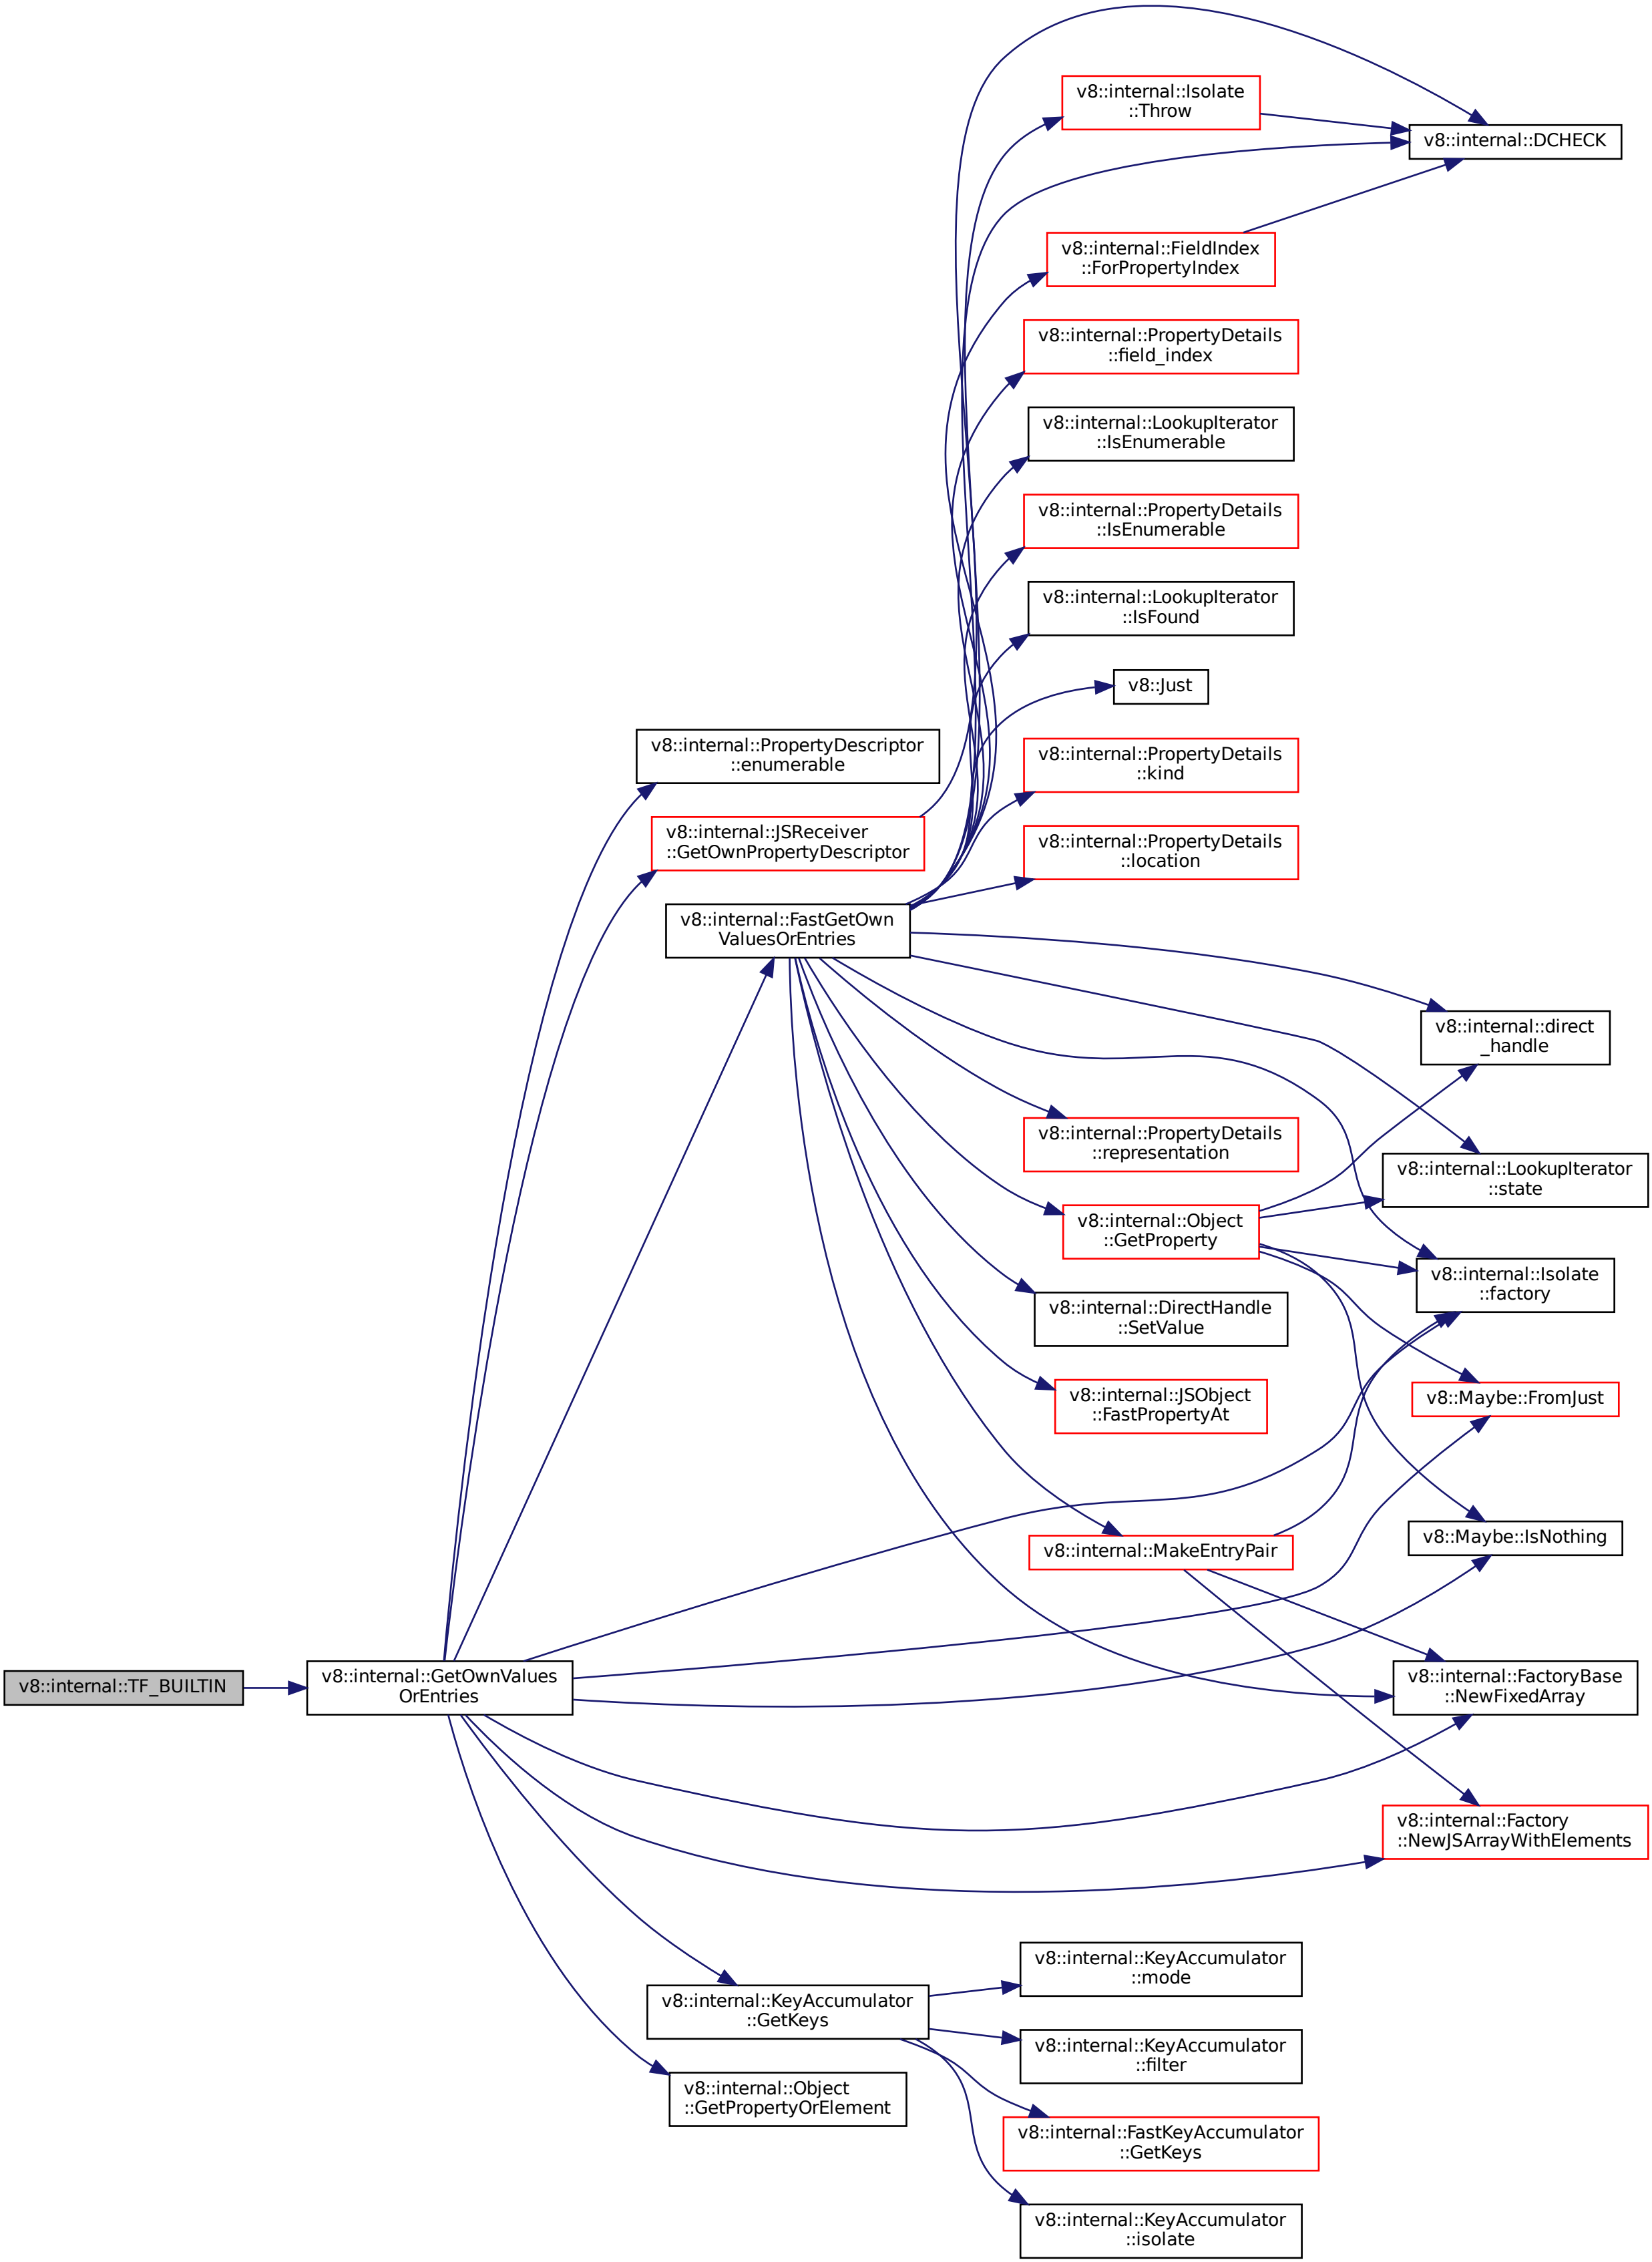 v8::internal::Isolate
::Throw
v8::internal::DCHECK
v8::internal::FieldIndex
::ForPropertyIndex
v8::internal::PropertyDetails
::field_index
v8::internal::LookupIterator
::IsEnumerable
v8::internal::PropertyDetails
::IsEnumerable
v8::internal::LookupIterator
::IsFound
v8::Just
v8::internal::PropertyDescriptor
::enumerable
v8::internal::PropertyDetails
::kind
v8::internal::JSReceiver
::GetOwnPropertyDescriptor
v8::internal::PropertyDetails
::location
v8::internal::FastGetOwn
ValuesOrEntries
v8::internal::direct
_handle
v8::internal::PropertyDetails
::representation
v8::internal::LookupIterator
::state
v8::internal::Object
::GetProperty
v8::internal::Isolate
::factory
v8::internal::DirectHandle
::SetValue
v8::internal::JSObject
::FastPropertyAt
v8::Maybe::FromJust
v8::Maybe::IsNothing
v8::internal::MakeEntryPair
v8::internal::TF_BUILTIN
v8::internal::GetOwnValues
OrEntries
v8::internal::FactoryBase
::NewFixedArray
v8::internal::Factory
::NewJSArrayWithElements
v8::internal::KeyAccumulator
::mode
v8::internal::KeyAccumulator
::GetKeys
v8::internal::KeyAccumulator
::filter
v8::internal::Object
::GetPropertyOrElement
v8::internal::FastKeyAccumulator
::GetKeys
v8::internal::KeyAccumulator
::isolate